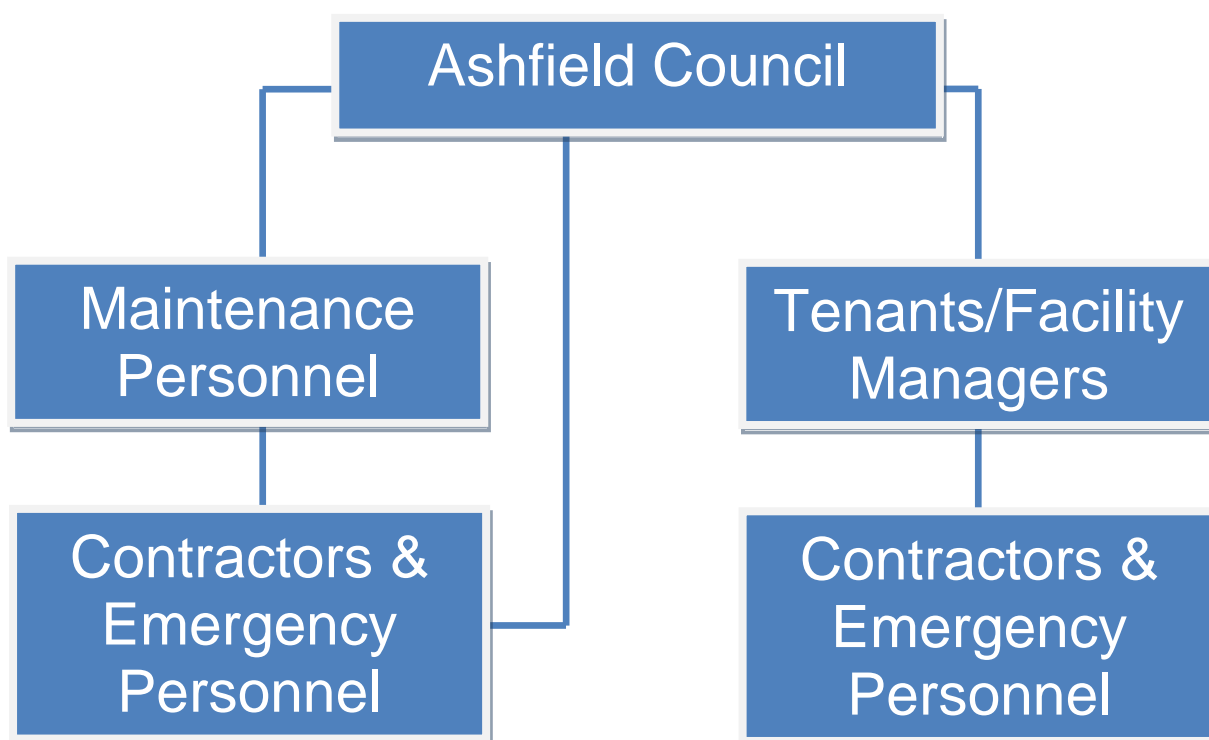 Ashfield Council
Maintenance
Personnel
Tenants/Facility
Managers
Contractors &
Emergency
Personnel
Contractors &
Emergency
Personnel